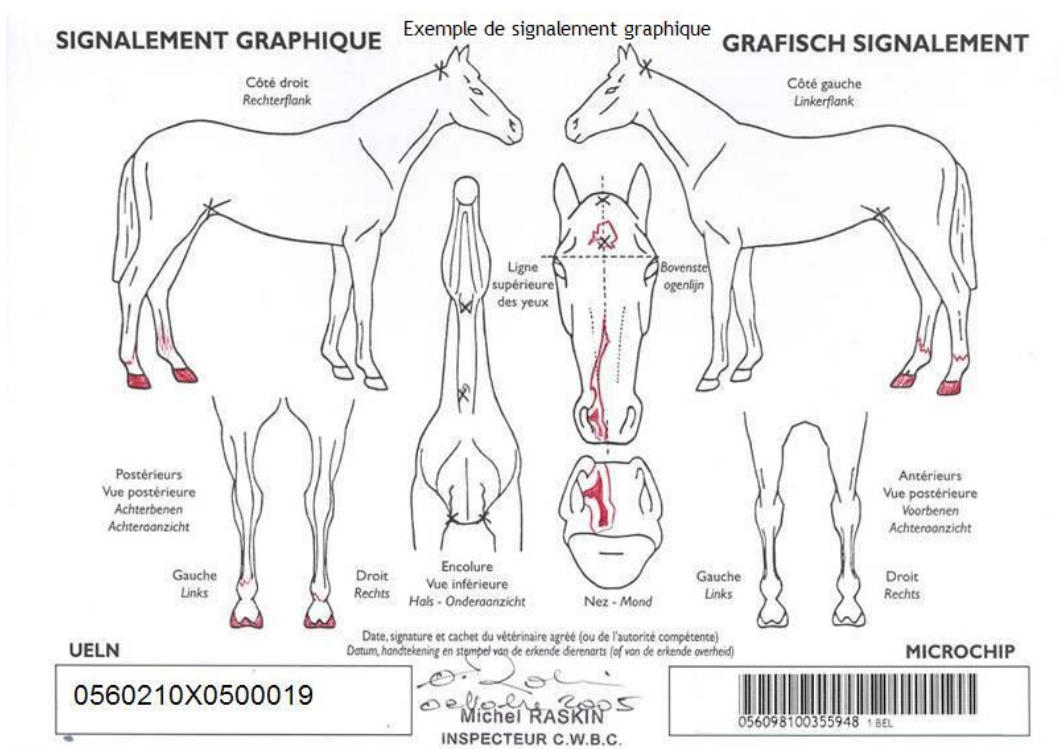 Exemple de signalement graphique
SIGNALEMENT GRAPHIQUE
GRAFISCH SIGNALEMENT
Côté droit
Rechterflank
Côté gauche
Linkerflank
Ligne
supérieure
des yeux
Bovenste
ogenlijn
Postérieurs
Vue postérieure
Achterbenen
Achteraanzicht
Antérieurs
Vue postérieure
Voorbenen
Achteraanzicht
Gauche
Links
Droit
Rechts
Encolure
Vue inférieure
Hals - Onderaanzicht
Nez - Mond
Gauche
Links
Droit
Rechts
Date, signature et cachet du vétérinaire agréé (ou de l'autorité compétente)
Datum, handtekening en stempel van de erkende dierenarts (of van de erkende overheid)
UELN
MICROCHIP
0560210X0500019
octobre 2005
Michel RASKIN
INSPECTEUR C.W.B.C.
056098100355948 1 BEL